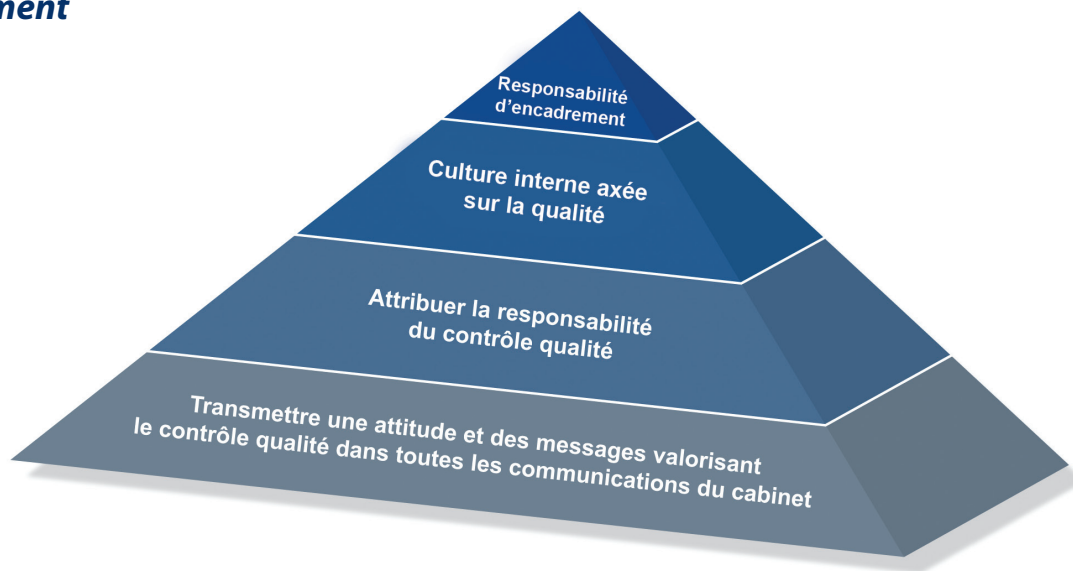 ment
Responsabilité
d’encadrement
Culture interne axée
sur la qualité
Attribuer la responsabilité
du contrôle qualité
Transmettre une attitude et des messages valorisant
le contrôle qualité dans toutes les communications du cabinet